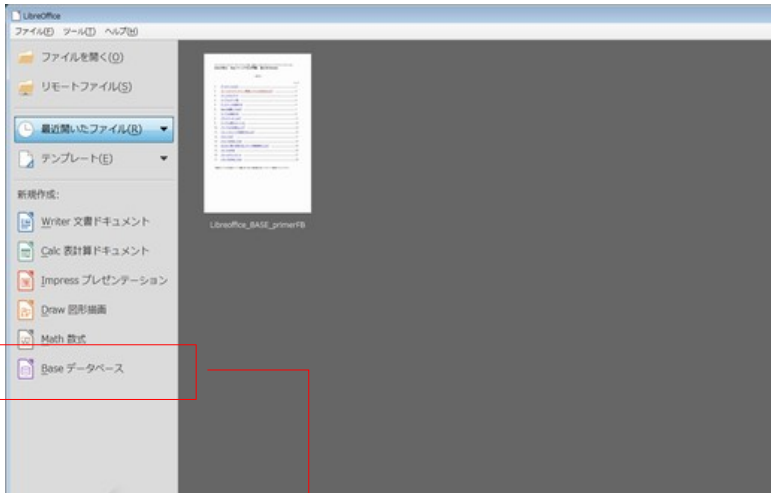 LibreOffice
ファイル(F) ツール(T) ヘルプ(H)
ファイルを開く(O)
リモートファイル(S)
最近開いたファイル(R)
テンプレート(E)
新規作成:
Writer 文書ドキュメント
Calc 表計算ドキュメント
Impress プレゼンテーション
Draw 図形描画
Math 数式
Base データベース
Libreoffice_BASE_primerFB